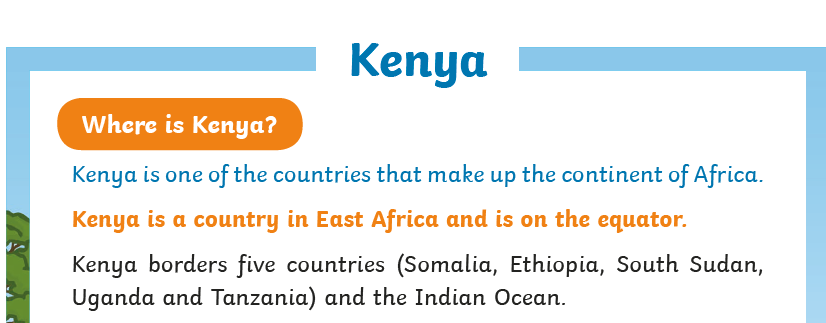 Kenya
Where is Kenya?
Kenya is one of the countries that make up the continent of Africa.
Kenya is a country in East Africa and is on the equator.
Kenya borders five countries (Somalia, Ethiopia, South Sudan,
Uganda and Tanzania) and the Indian Ocean.